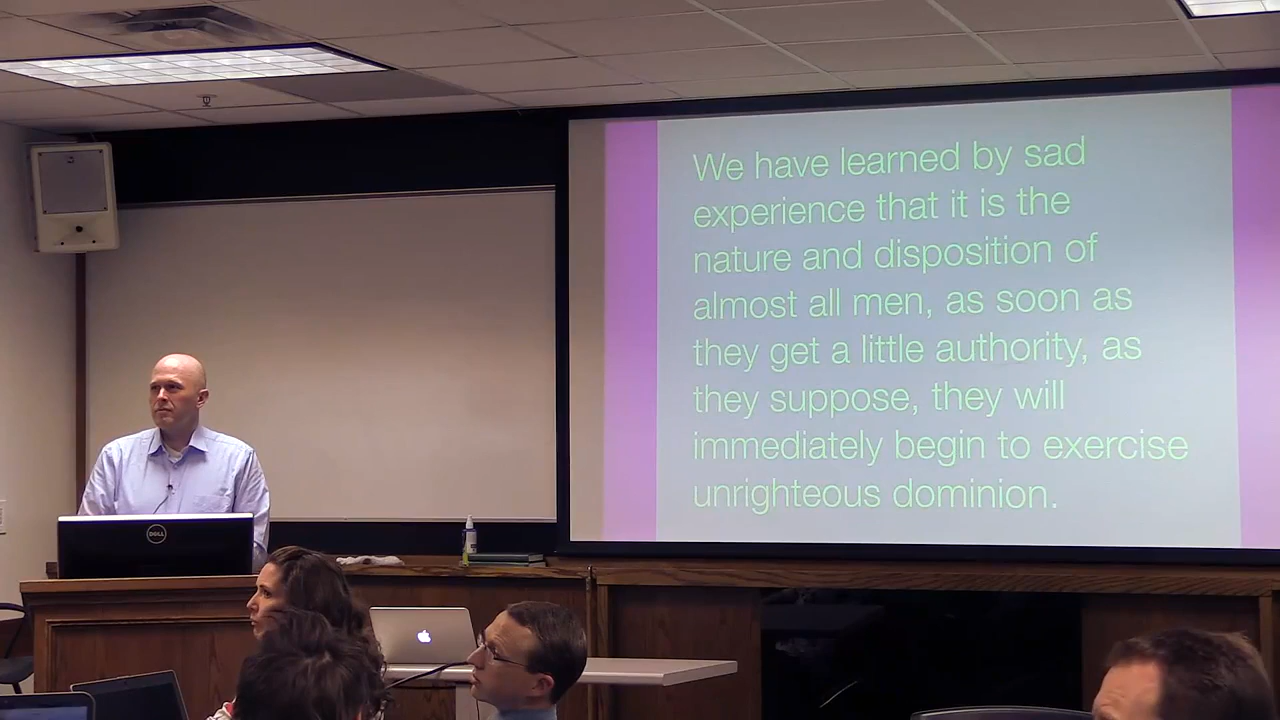 We have learned by sad
experience that it is the
nature and disposition of
almost all men, as soon as
they get a little authority, as
they suppose, they will
immediately begin to exercise
unrighteous dominion.
DELL